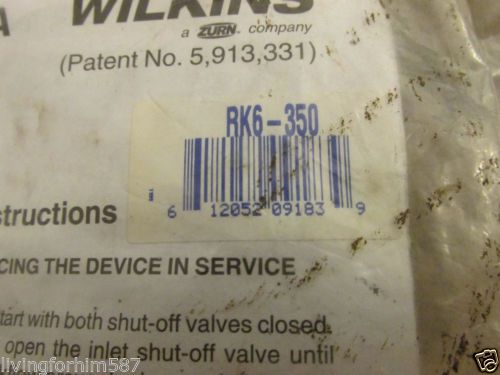 A WILKINS
a ZURN company
(Patent No. 5,913,331)
RK6-350
6 12052 09183 9
structions
CING THE DEVICE IN SERVICE
tart with both shut-off valves closed.
open the inlet shut-off valve until
livingforhim587